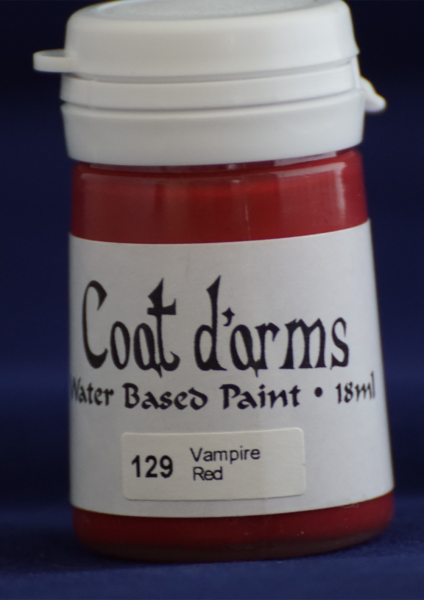 Coat d'arms
Water Based Paint • 18ml
129 Vampire
Red